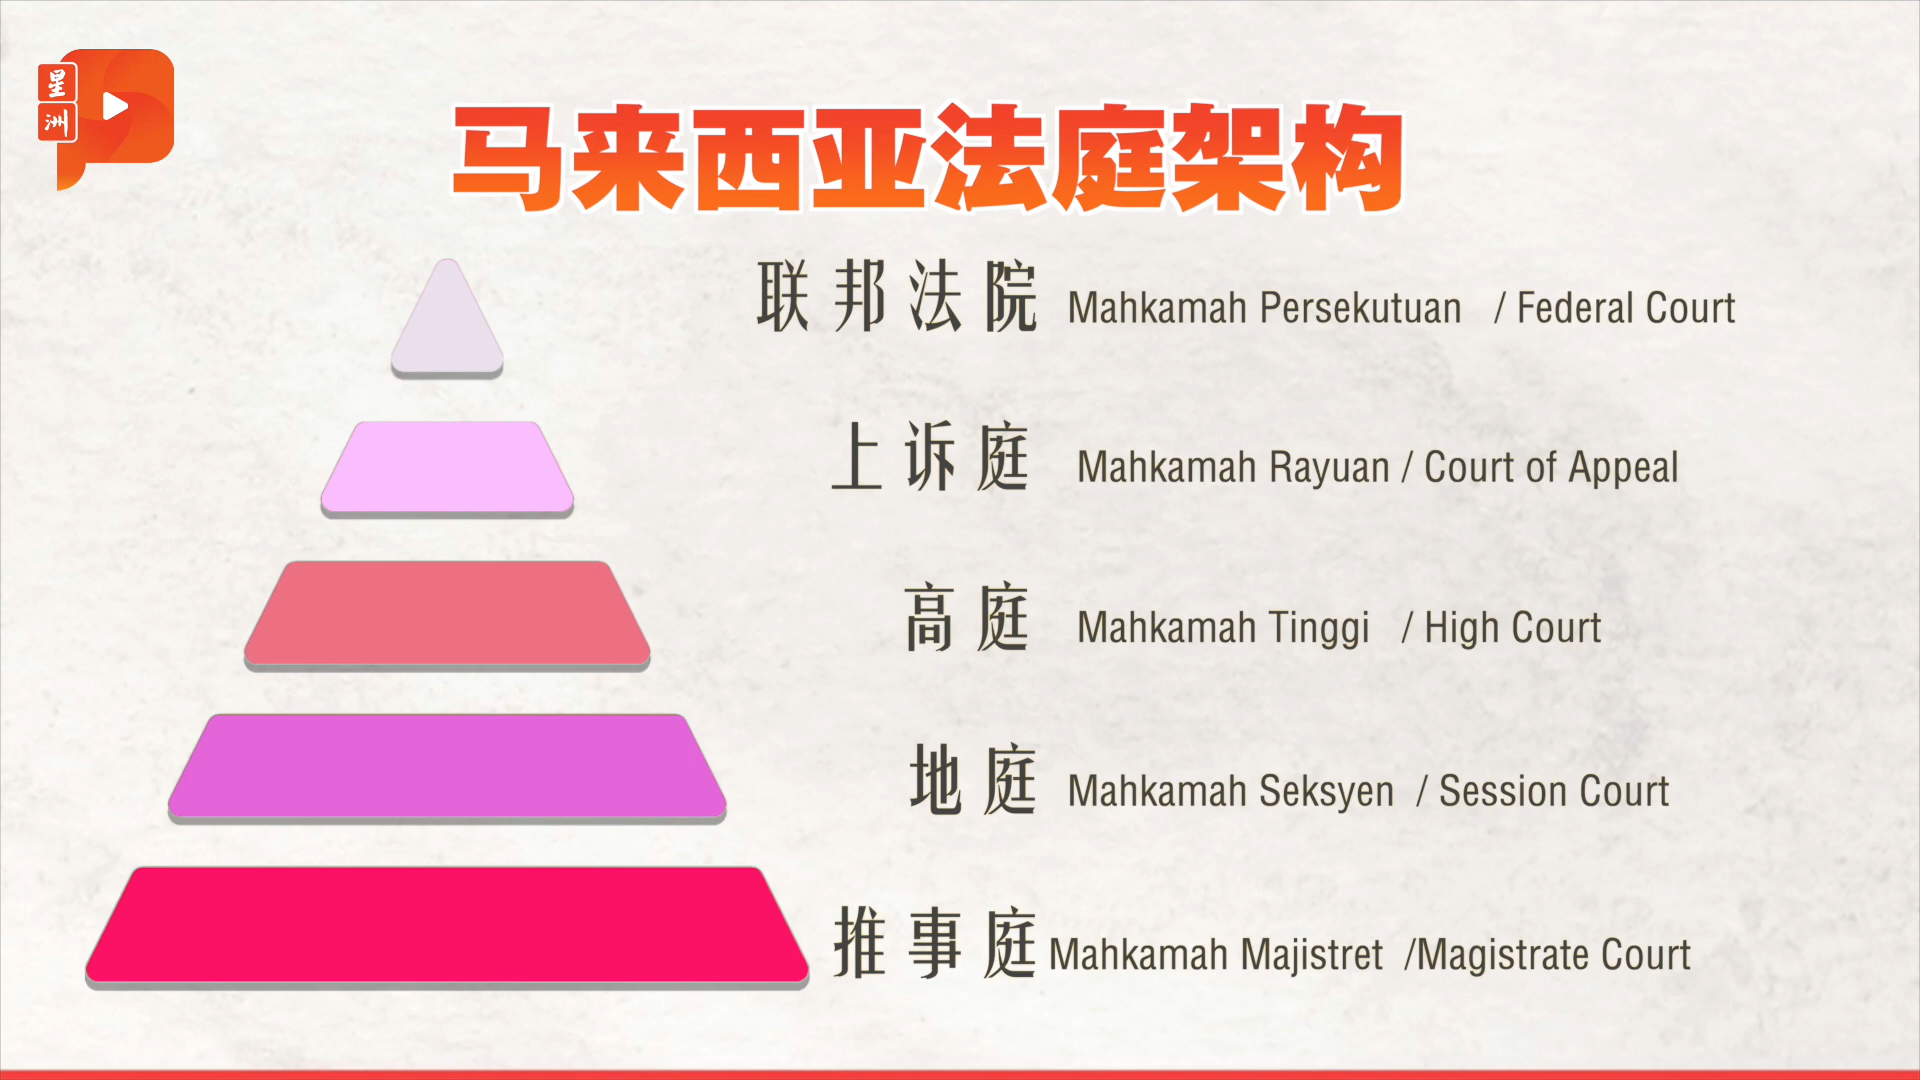 星洲
马来西亚法庭架构
联邦法院 Mahkamah Persekutuan / Federal Court
上诉庭 Mahkamah Rayuan / Court of Appeal
高庭 Mahkamah Tinggi / High Court
地庭 Mahkamah Seksyen / Session Court
推事庭 Mahkamah Majistret /Magistrate Court